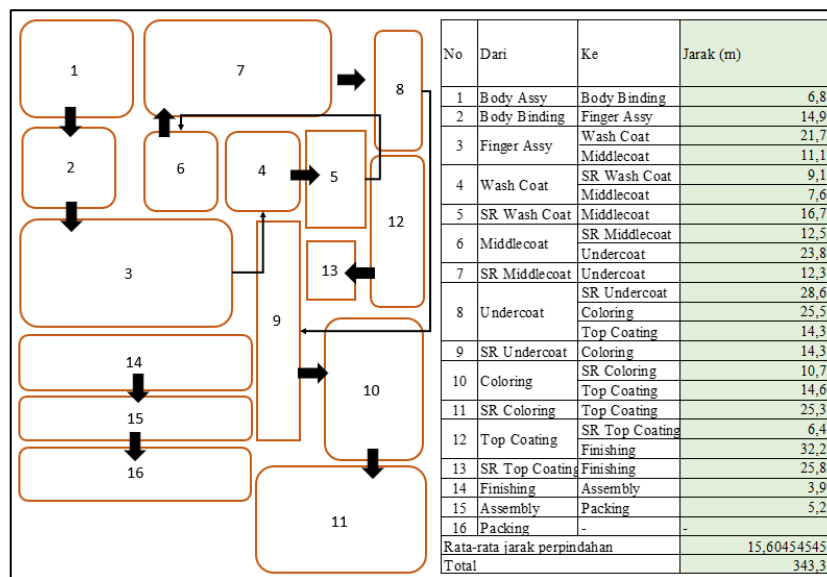 1
7
8
2
6
4
5
12
3
13
9
14
10
15
16
11
No Dari Ke Jarak (m)
1 Body Assy Body Binding 6,8
2 Body Binding Finger Assy 14,9
3 Finger Assy Wash Coat 21,7
Middlecoat 11,1
4 Wash Coat SR Wash Coat 9,1
Middlecoat 7,6
5 SR Wash Coat Middlecoat 16,7
6 Middlecoat SR Middlecoat 12,5
Undercoat 23,8
7 SR Middlecoat Undercoat 12,3
8 Undercoat SR Undercoat 28,6
Coloring 25,5
Top Coating 14,3
9 SR Undercoat Coloring 14,3
10 Coloring SR Coloring 10,7
Top Coating 14,6
11 SR Coloring Top Coating 25,3
12 Top Coating SR Top Coating 6,4
Finishing 32,2
13 SR Top Coating Finishing 25,8
14 Finishing Assembly 3,9
15 Assembly Packing 5,2
16 Packing - -
Rata-rata jarak perpindahan 15,60454545
Total 343,3